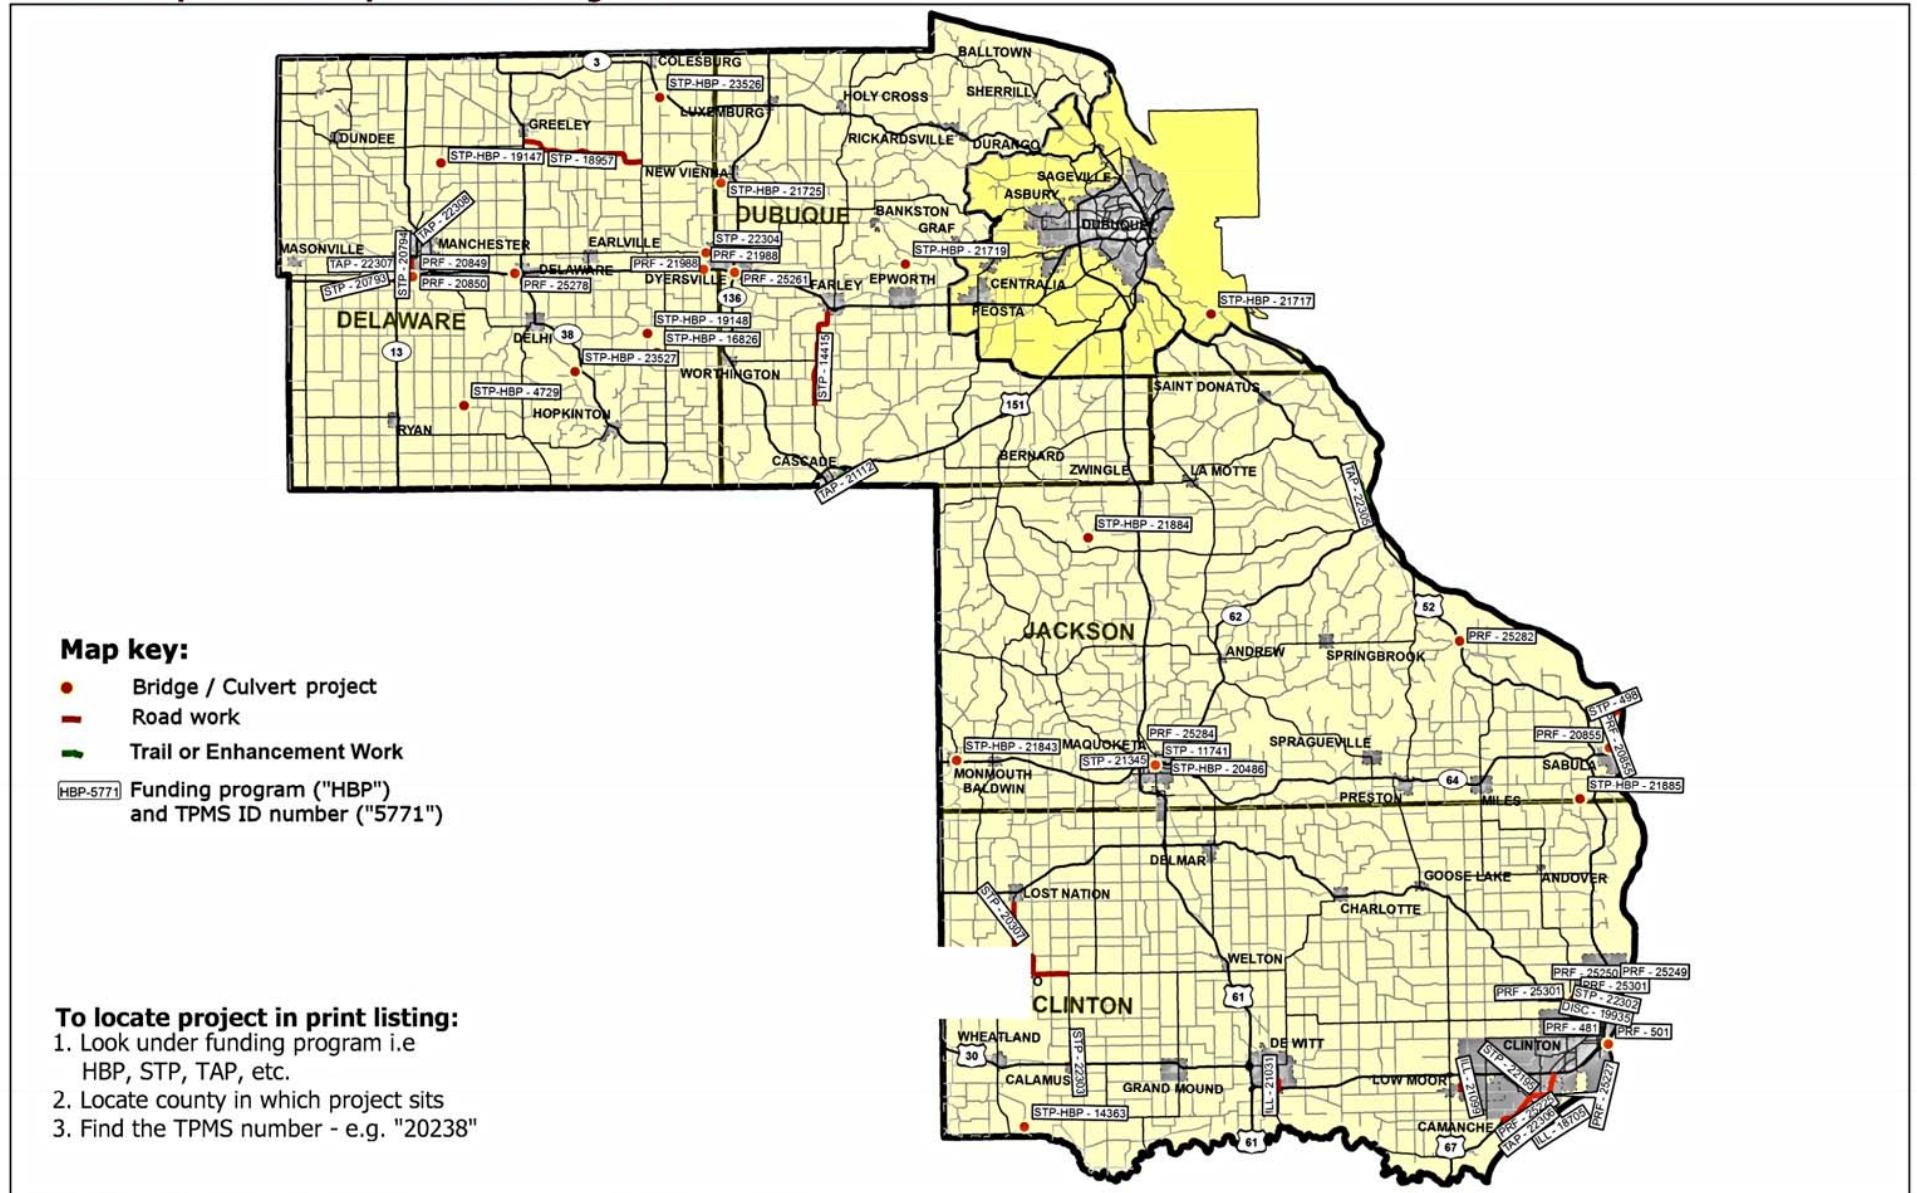 BALLTOWN
3
COLESBURG
STP-HBP - 23526
HOLY CROSS
SHERRILL
LUXEMBURG
GREELEY
DUNDEE
RICKARDSVILLE
DURANGO
STP-HBP - 19147
STP - 18957
NEW VIENNA
SAGEVILLE
STP-HBP - 21725
ASBURY
TAP - 22308
DUBUQUE
BANKSTON
GRAF
DUBUQUE
MASONVILLE
STP - 20794
MANCHESTER
EARLVILLE
STP - 22304
PRF - 21988
STP-HBP - 21719
TAP - 22307
PRF - 20849
DELAWARE
PRF - 21988
DYERSVILLE
PRF - 25261
FARLEY
EPWORTH
CENTRALIA
STP - 20793
PRF - 20850
PRF - 25278
136
PEOSTA
STP-HBP - 21717
DELAWARE
STP-HBP - 19148
DELHI
38
STP-HBP - 16826
13
STP-HBP - 23527
STP - 14415
WORTHINGTON
STP-HBP - 4729
SAINT DONATUS
HOPKINTON
151
RYAN
CASCADE
TAP - 21112
BERNARD
ZWINGLE
LA MOTTE
TAP - 22305
STP-HBP - 21884
JACKSON
62
52
PRF - 25282
ANDREW
SPRINGBROOK
Map key:
Bridge / Culvert project
Road work
Trail or Enhancement Work
HBP-5771
Funding program ("HBP")
and TPMS ID number ("5771")
STP - 498
PRF - 25284
PRF - 20855
PRF - 20855
STP-HBP - 21843
MAQUOKETA
STP - 11741
SPRAGUEVILLE
STP - 21345
STP-HBP - 20486
SABULA
MONMOUTH
BALDWIN
64
STP-HBP - 21885
PRESTON
MILES
DELMAR
GOOSE LAKE
ANDOVER
STP - 20307
LOST NATION
CHARLOTTE
WELTON
PRF - 25250
PRF - 25249
PRF - 25301
PRF - 25301
STP - 22302
61
CLINTON
DISC - 19935
PRF - 481
PRF - 501
WHEATLAND
30
STP - 22303
DE WITT
CLINTON
CALAMUS
GRAND MOUND
ILL - 21031
LOW MOOR
ILL - 21099
STP - 22195
PRF - 25227
STP-HBP - 14363
CAMANCHE
PRF - 25225
TAP - 22306
ILL - 18705
61
67
To locate project in print listing:
1. Look under funding program i.e
HBP, STP, TAP, etc.
2. Locate county in which project sits
3. Find the TPMS number - e.g. "20238"